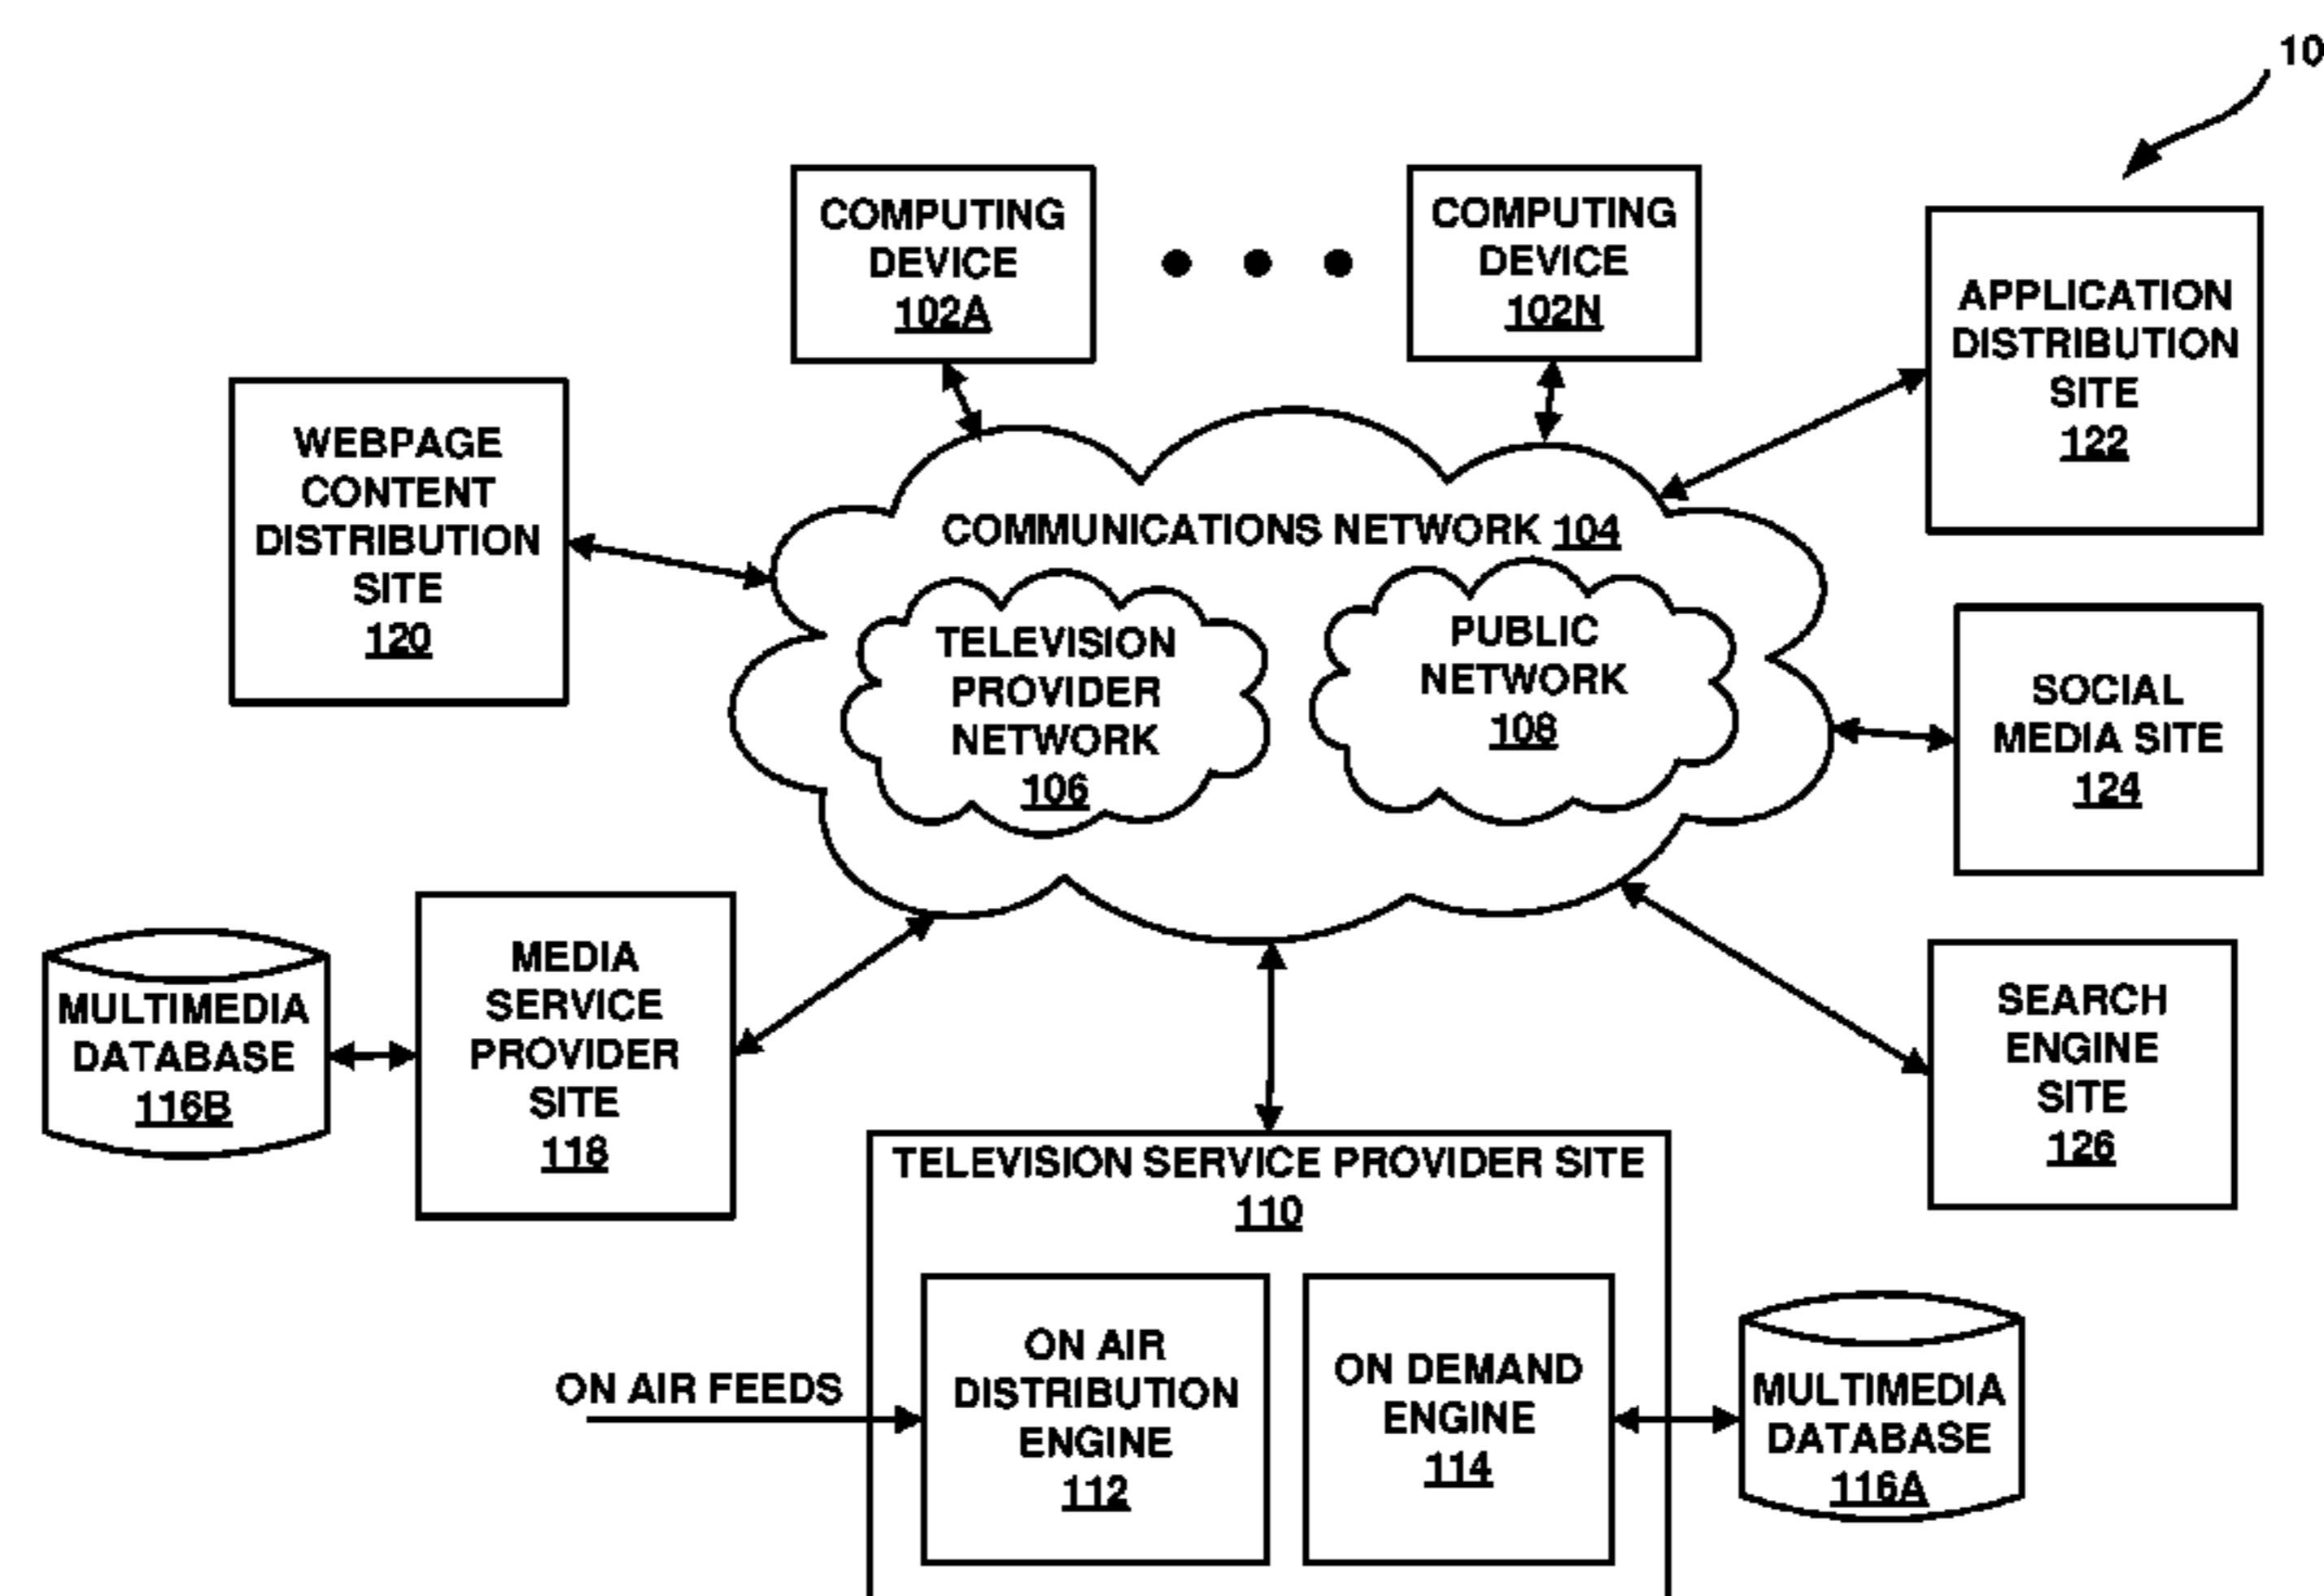 10
COMPUTING
DEVICE
102A
COMPUTING
DEVICE
102N
APPLICATION
DISTRIBUTION
SITE
122
WEBPAGE
CONTENT
DISTRIBUTION
SITE
120
COMMUNICATIONS NETWORK 104
TELEVISION
PROVIDER
NETWORK
106
PUBLIC
NETWORK
108
SOCIAL
MEDIA SITE
124
MULTIMEDIA
DATABASE
116B
MEDIA
SERVICE
PROVIDER
SITE
118
SEARCH
ENGINE
SITE
126
TELEVISION SERVICE PROVIDER SITE
110
ON AIR FEEDS
ON AIR
DISTRIBUTION
ENGINE
112
ON DEMAND
ENGINE
114
MULTIMEDIA
DATABASE
116A